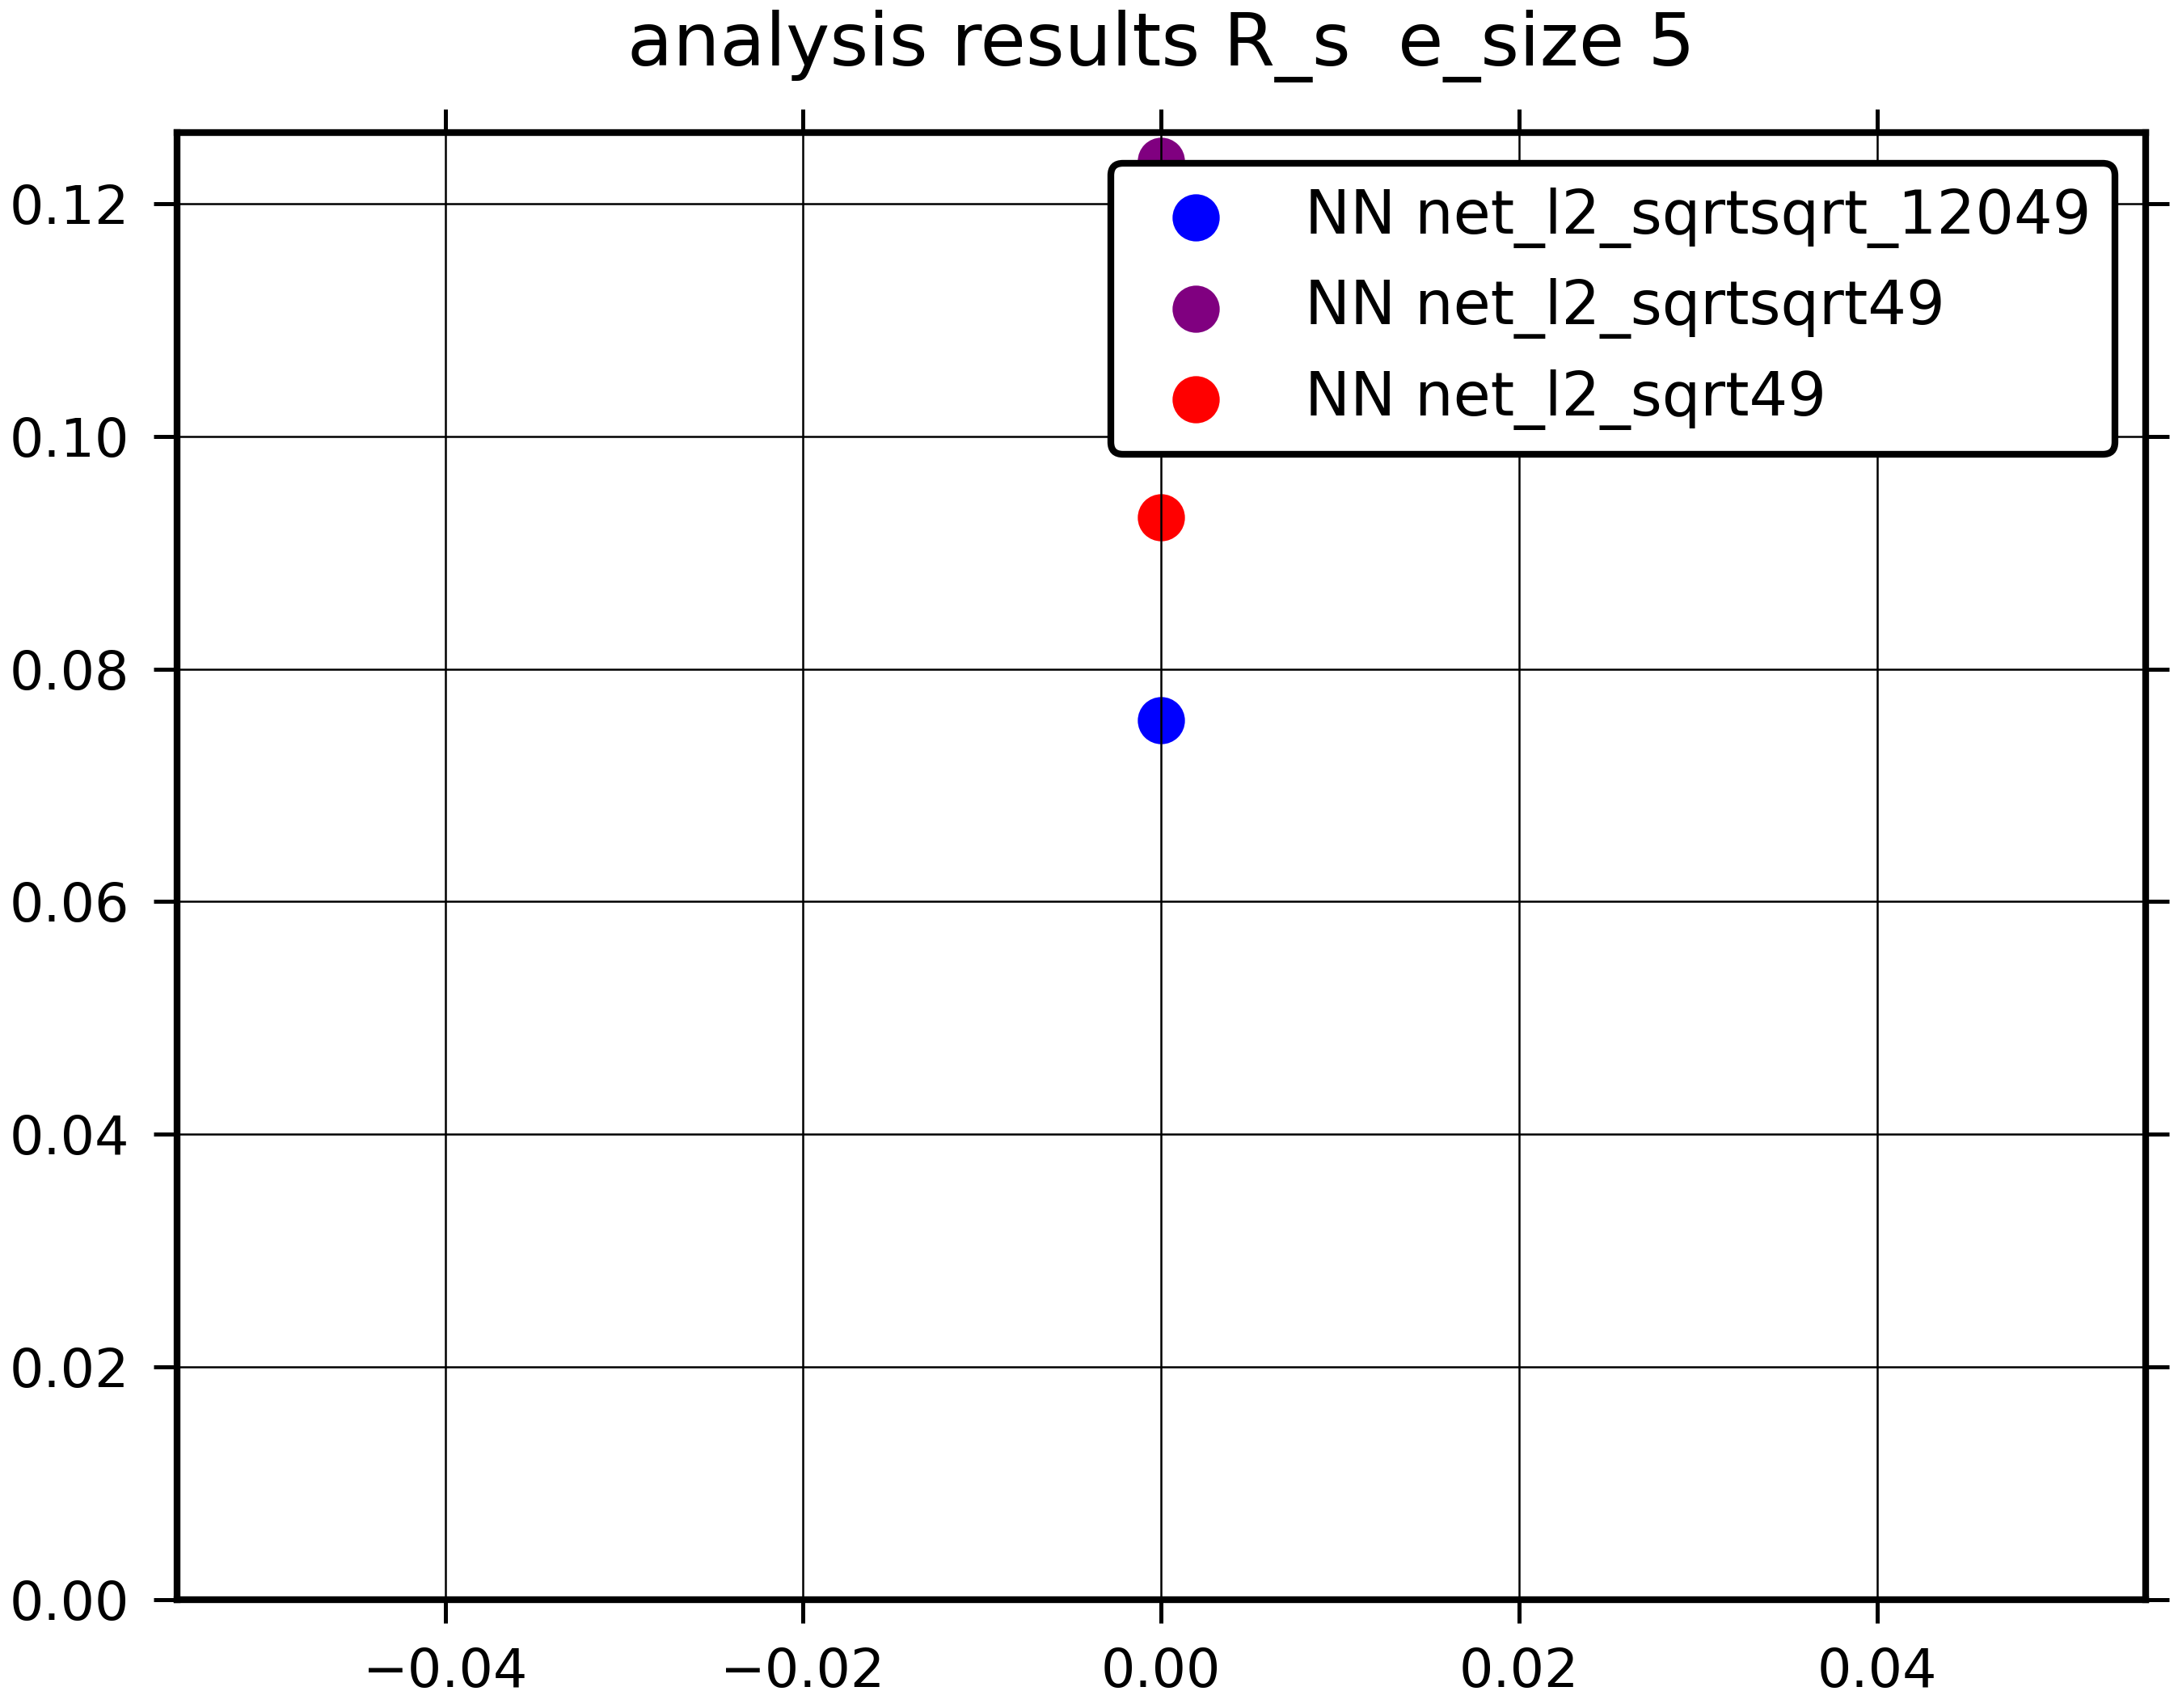 analysis results R_s  e_size 5
NN net_l2_sqrtsqrt_12049
NN net_l2_sqrtsqrt49
NN net_l2_sqrt49
0.12
0.10
0.08
0.06
0.04
0.02
0.00
−0.04 −0.02 0.00 0.02 0.04